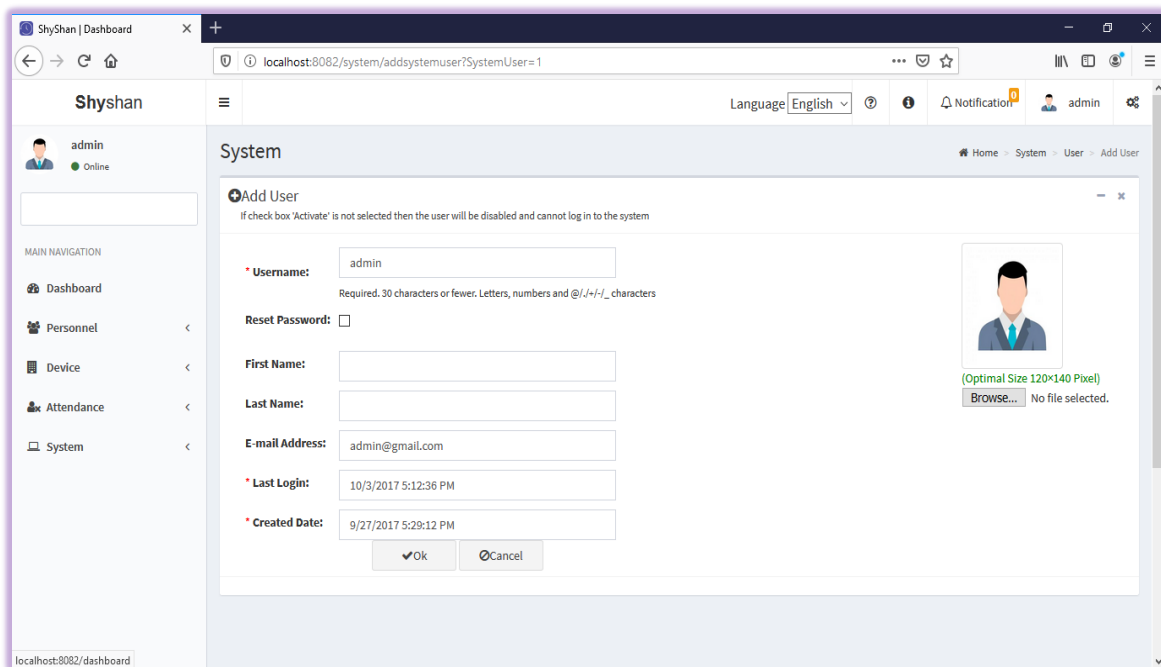 ShyShan | Dashboard
localhost:8082/system/addsystemuser?SystemUser=1
Shyshan
Language English
Notification 0
admin
admin
Online
System
Home > System > User > Add User
Add User
If check box 'Activate' is not selected then the user will be disabled and cannot log in to the system
MAIN NAVIGATION
Dashboard
Personnel
Device
Attendance
System
* Username: admin
Required. 30 characters or fewer. Letters, numbers and @/./+/-/_ characters
Reset Password:
First Name:
Last Name:
E-mail Address: admin@gmail.com
* Last Login: 10/3/2017 5:12:36 PM
* Created Date: 9/27/2017 5:29:12 PM
Ok Cancel
(Optimal Size 120×140 Pixel)
Browse... No file selected.
localhost:8082/dashboard